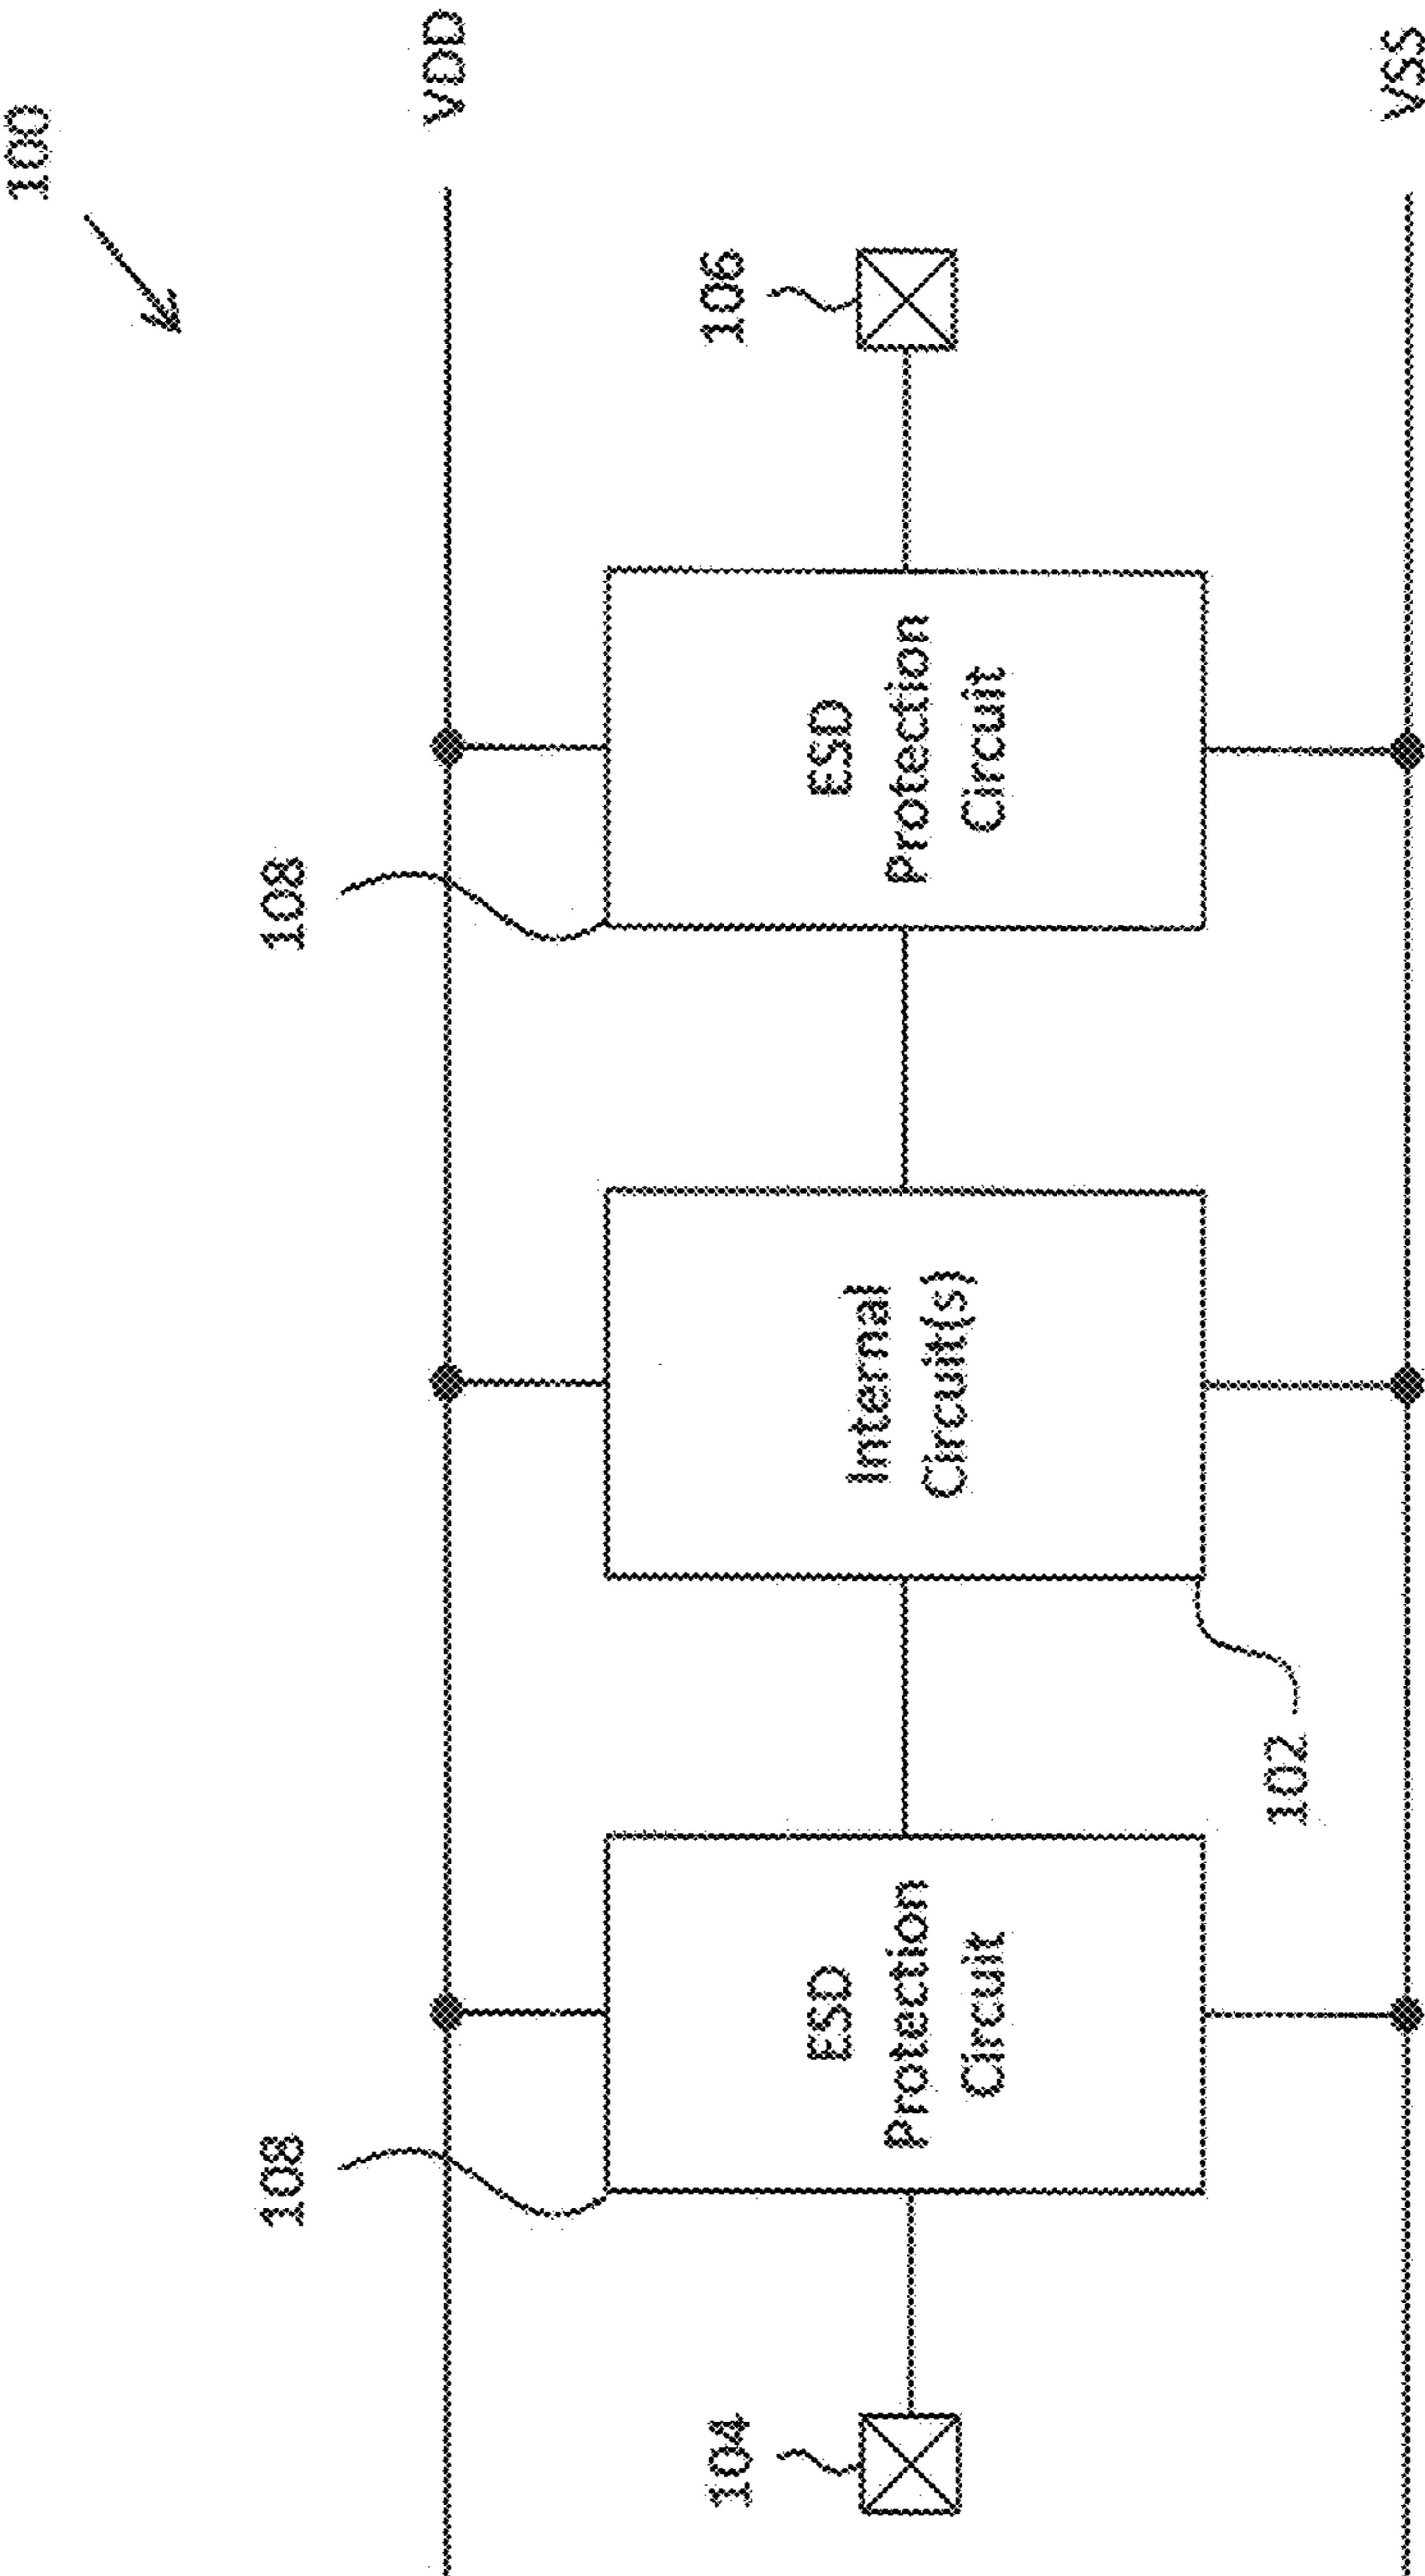 100
VDD
108
108
104
ESD
Protection
Circuit
Internal
Circuit(s)
ESD
Protection
Circuit
106
102
VSS